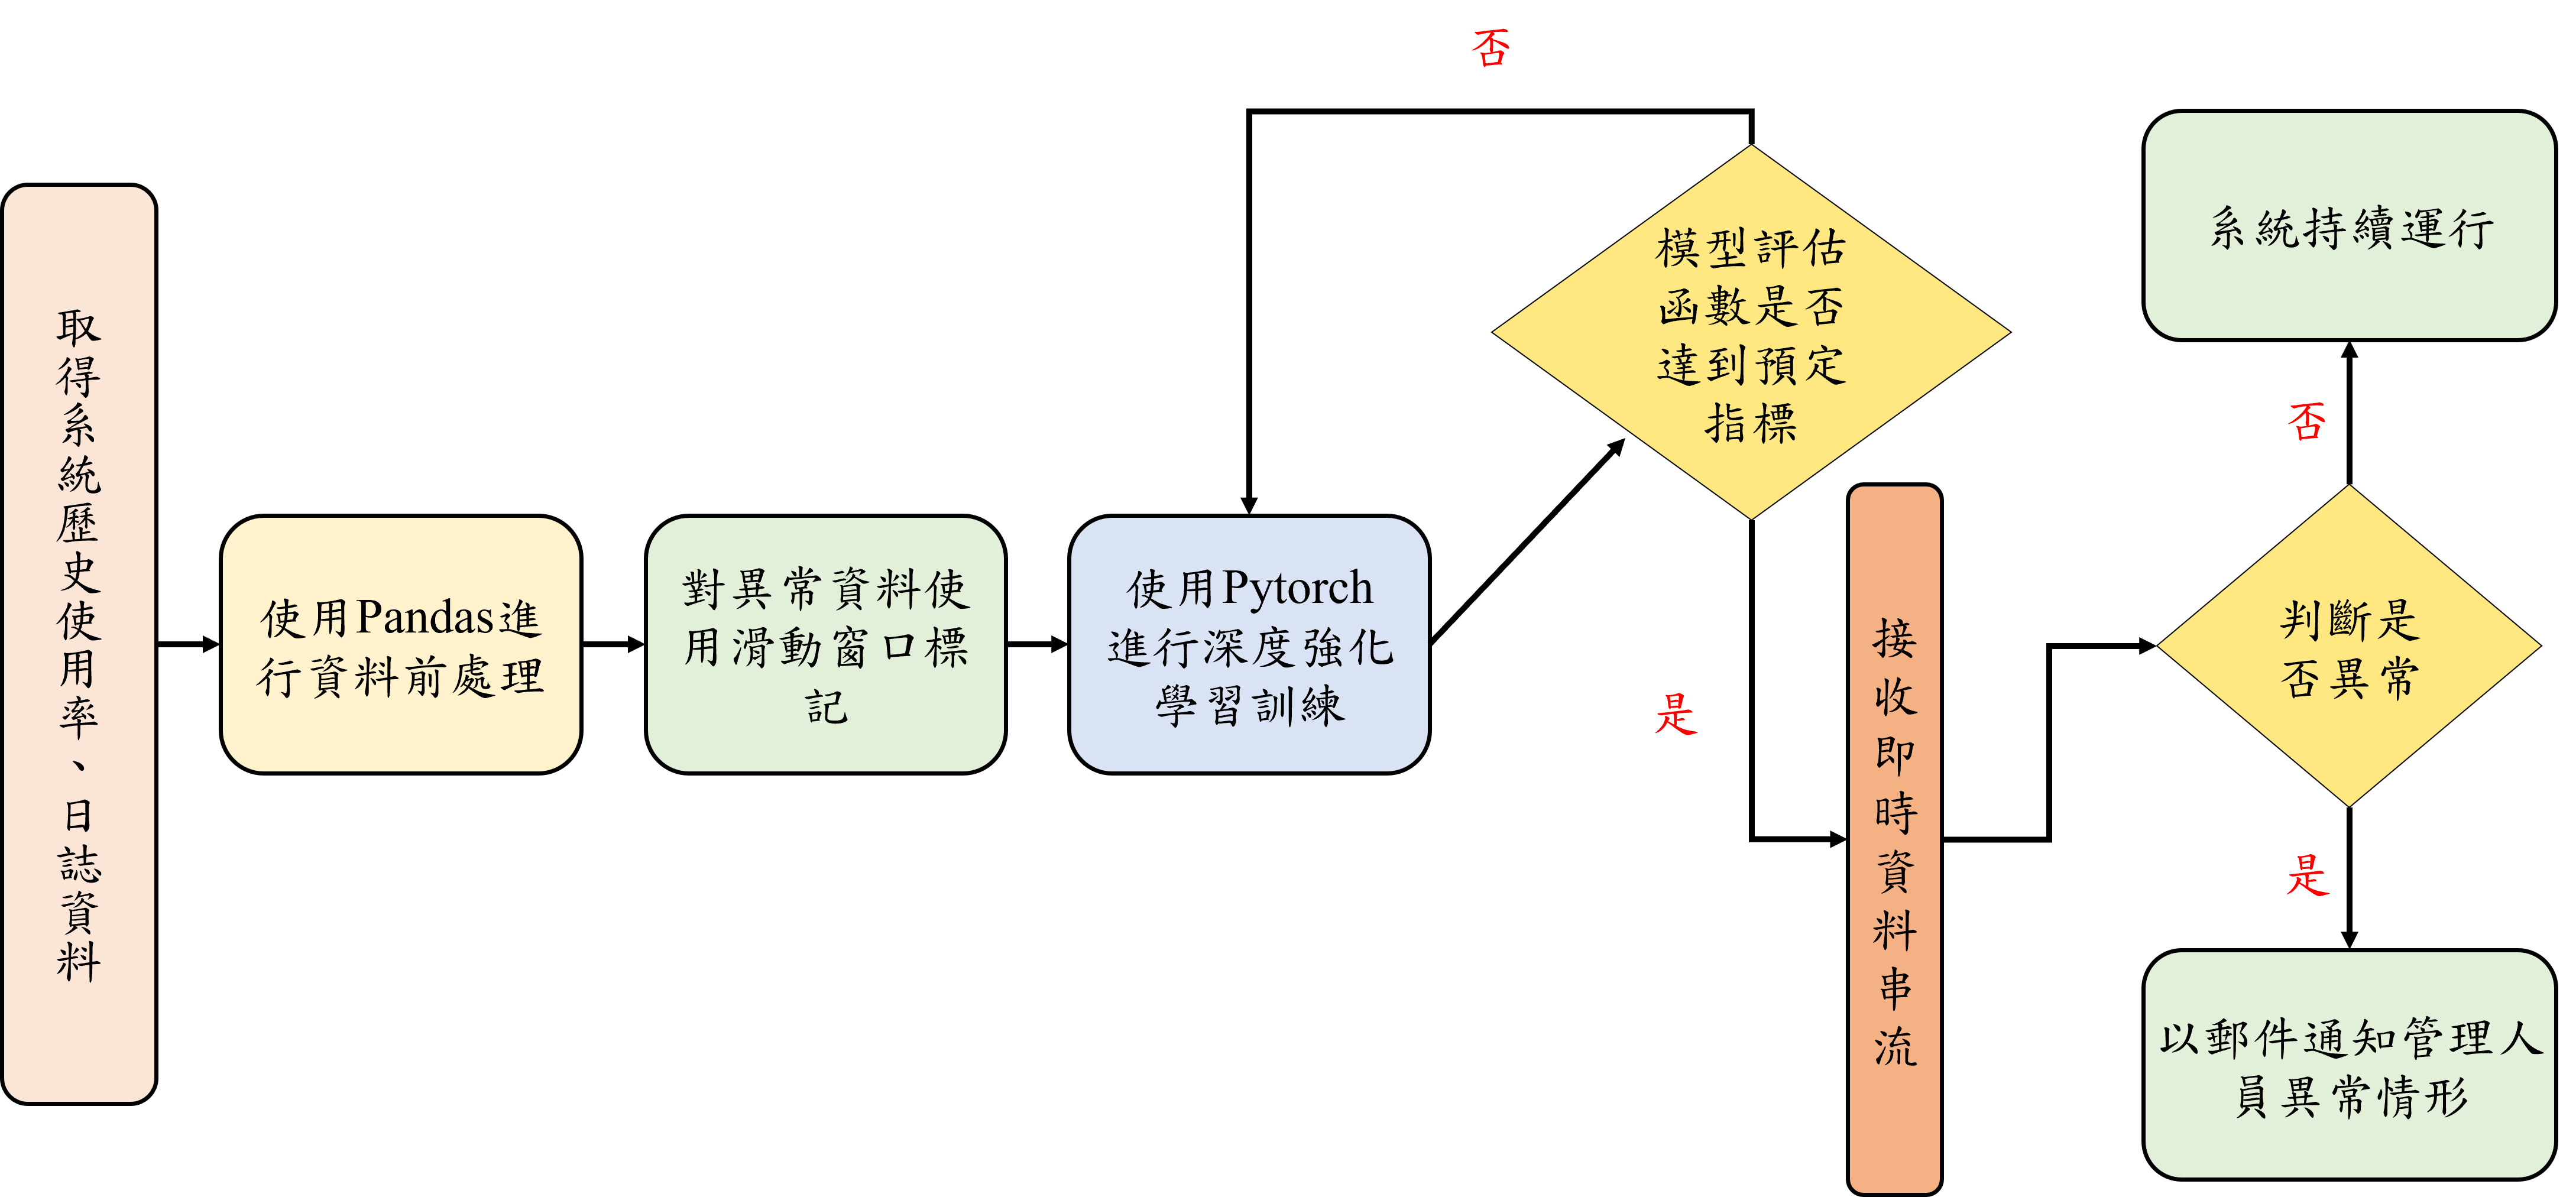 取得系統歷史使用率、日誌資料
使用Pandas進
行資料前處理
對異常資料使
用滑動窗口標
記
使用Pytorch
進行深度強化
學習訓練
否
模型評估
函數是否
達到預定
指標
是
接收即時資料串流
判斷是
否異常
否
系統持續運行
是
以郵件通知管理人
員異常情形